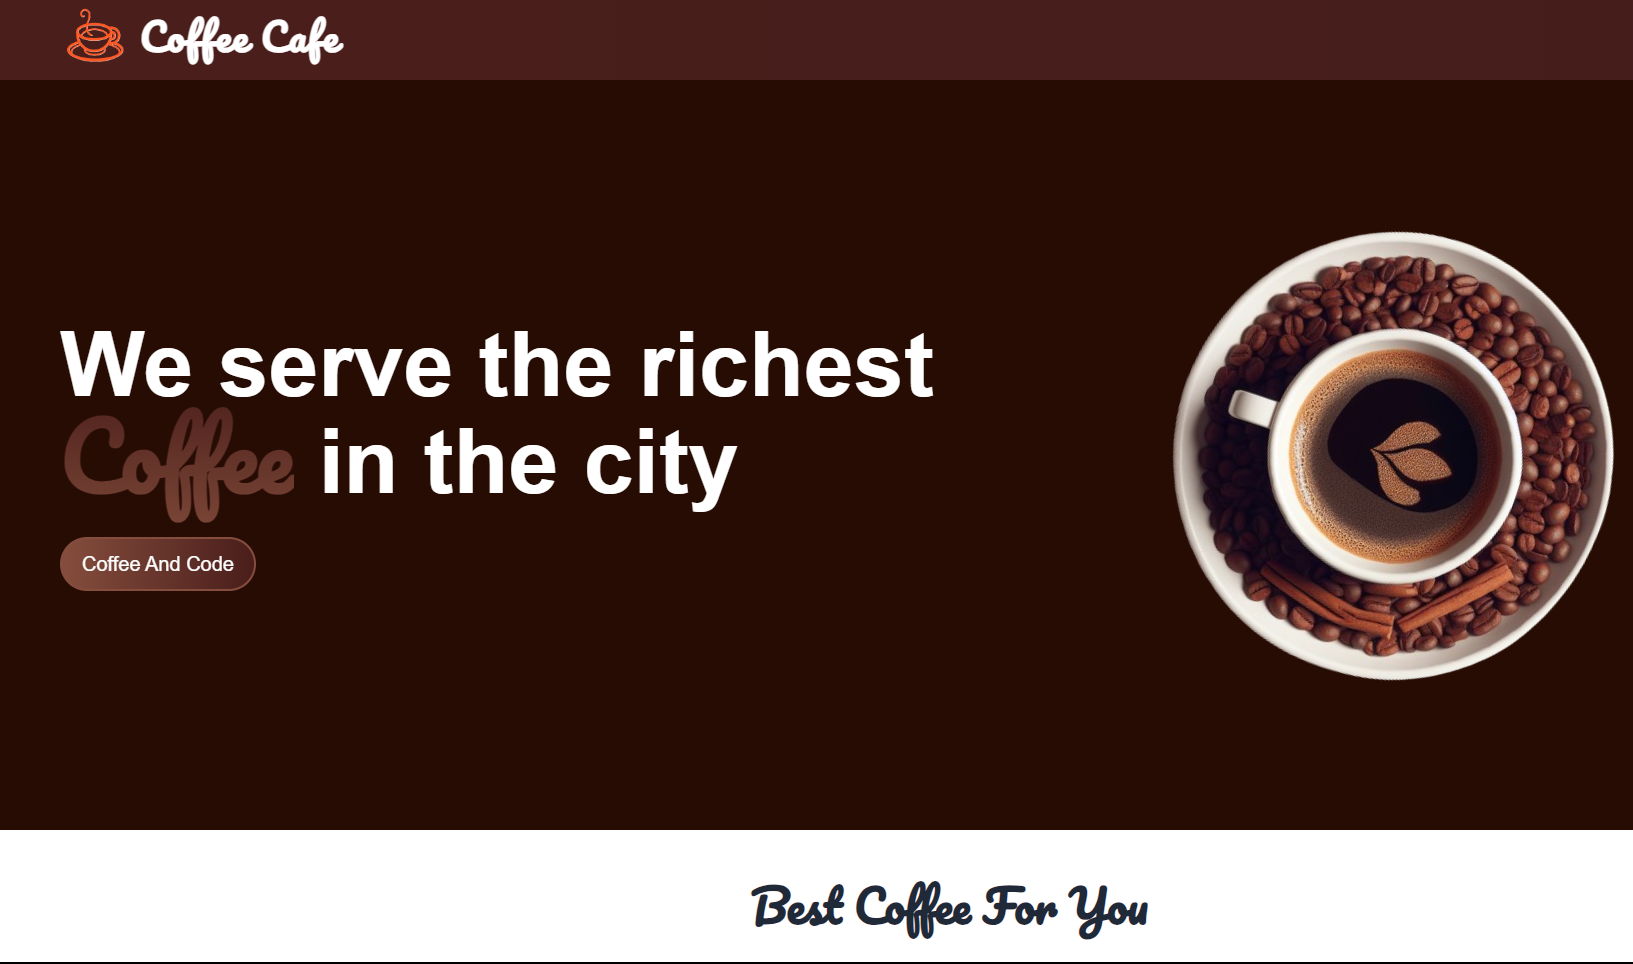 Coffee Cafe
We serve the richest
Coffee in the city
Coffee And Code
Best Coffee For You